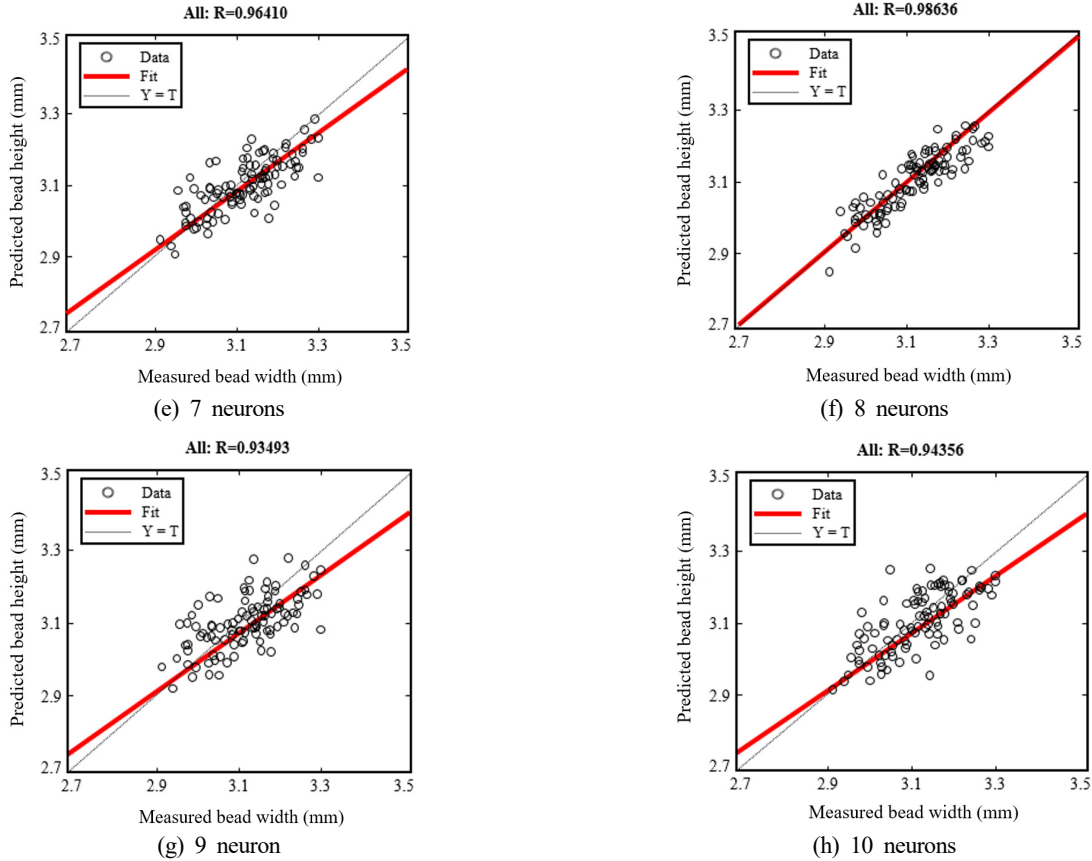 All: R=0.96410
3.5
3.3
3.1
2.9
2.7
Predicted bead height (mm)
Data
Fit
Y = T
2.7 2.9 3.1 3.3 3.5
Measured bead width (mm)
(e) 7 neurons
All: R=0.98636
3.5
3.3
3.1
2.9
2.7
Predicted bead height (mm)
Data
Fit
Y = T
2.7 2.9 3.1 3.3 3.5
Measured bead width (mm)
(f) 8 neurons
All: R=0.93493
3.5
3.3
3.1
2.9
2.7
Predicted bead height (mm)
Data
Fit
Y = T
2.7 2.9 3.1 3.3 3.5
Measured bead width (mm)
(g) 9 neuron
All: R=0.94356
3.5
3.3
3.1
2.9
2.7
Predicted bead height (mm)
Data
Fit
Y = T
2.7 2.9 3.1 3.3 3.5
Measured bead width (mm)
(h) 10 neurons